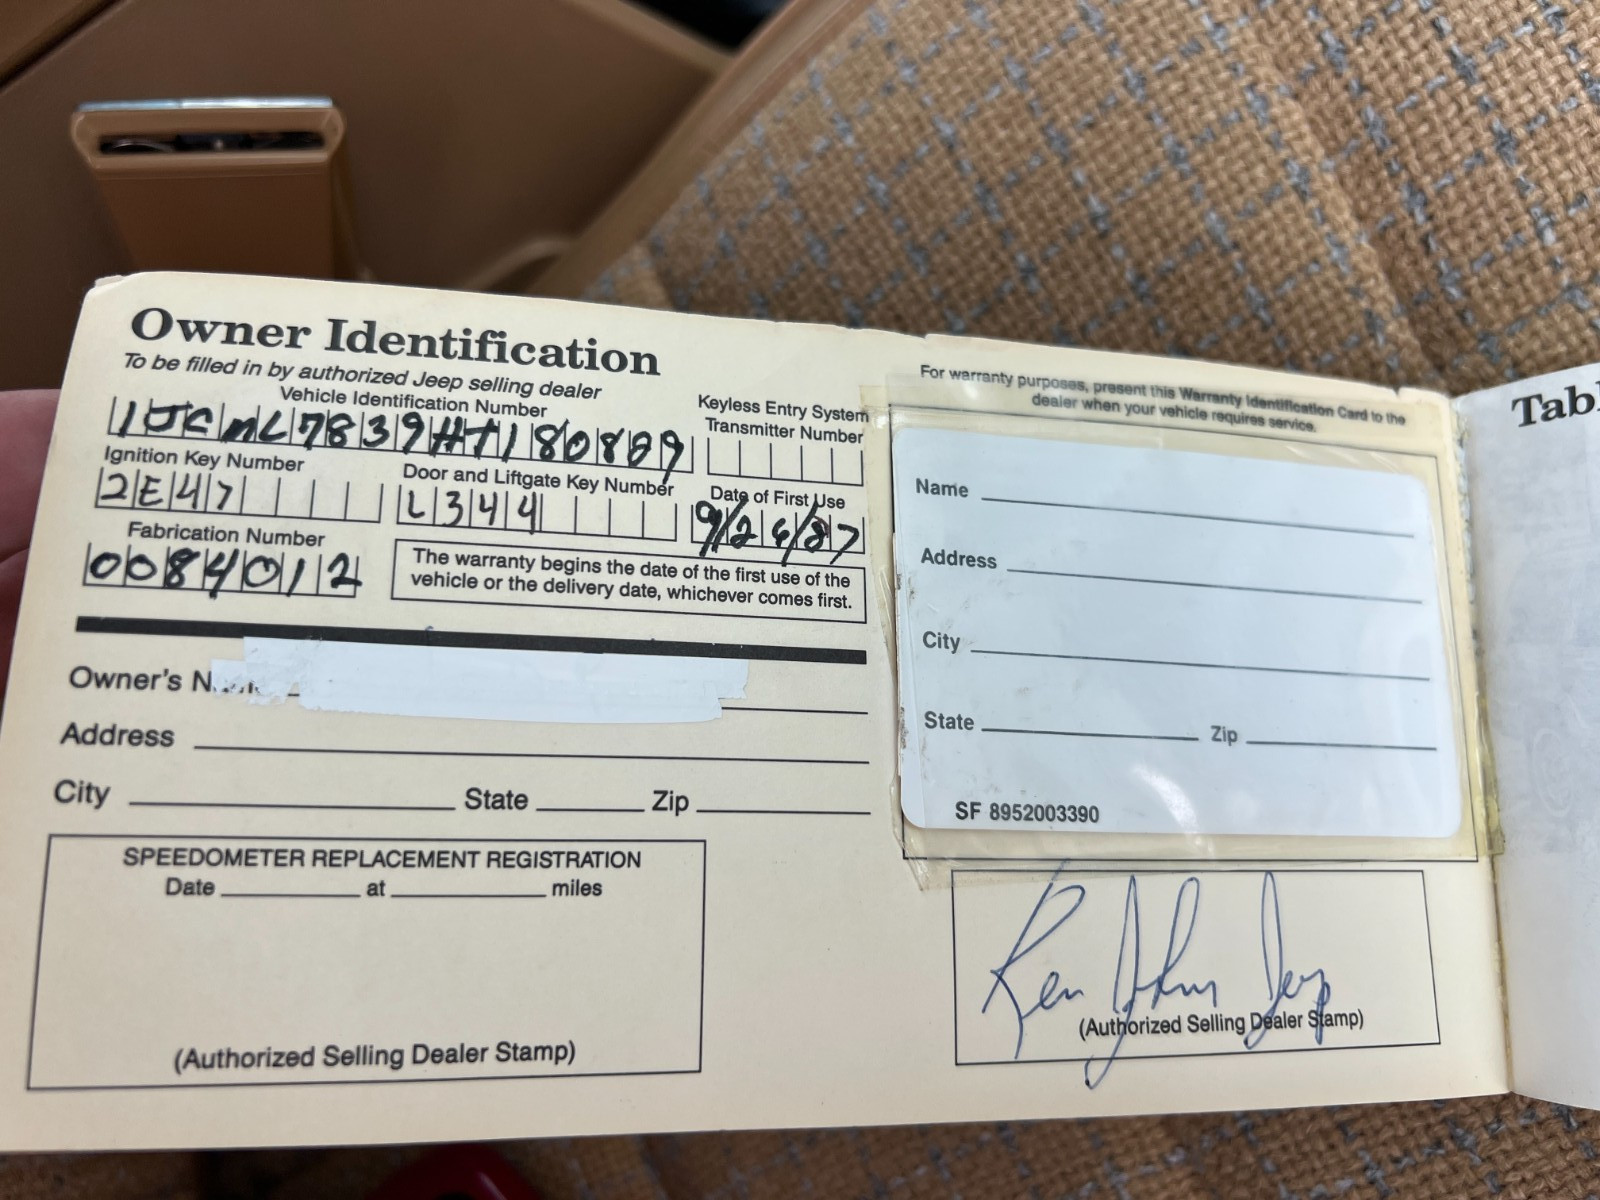 Owner Identification
To be filled in by authorized Jeep selling dealer
Vehicle Identification Number
1JCML7839HT180889
Keyless Entry System
Transmitter Number
Ignition Key Number
2E47
Door and Liftgate Key Number
L344
Date of First Use
9/26/87
Fabrication Number
0084012
The warranty begins the date of the first use of the
vehicle or the delivery date, whichever comes first.
Owner's
Address
City State Zip
SPEEDOMETER REPLACEMENT REGISTRATION
Date at miles
(Authorized Selling Dealer Stamp)
For warranty purposes, present this Warranty Identification Card to the
dealer when your vehicle requires service.
Name
Address
City
State Zip
SF 8952003390
Ken Jhn Jeep
(Authorized Selling Dealer Stamp)